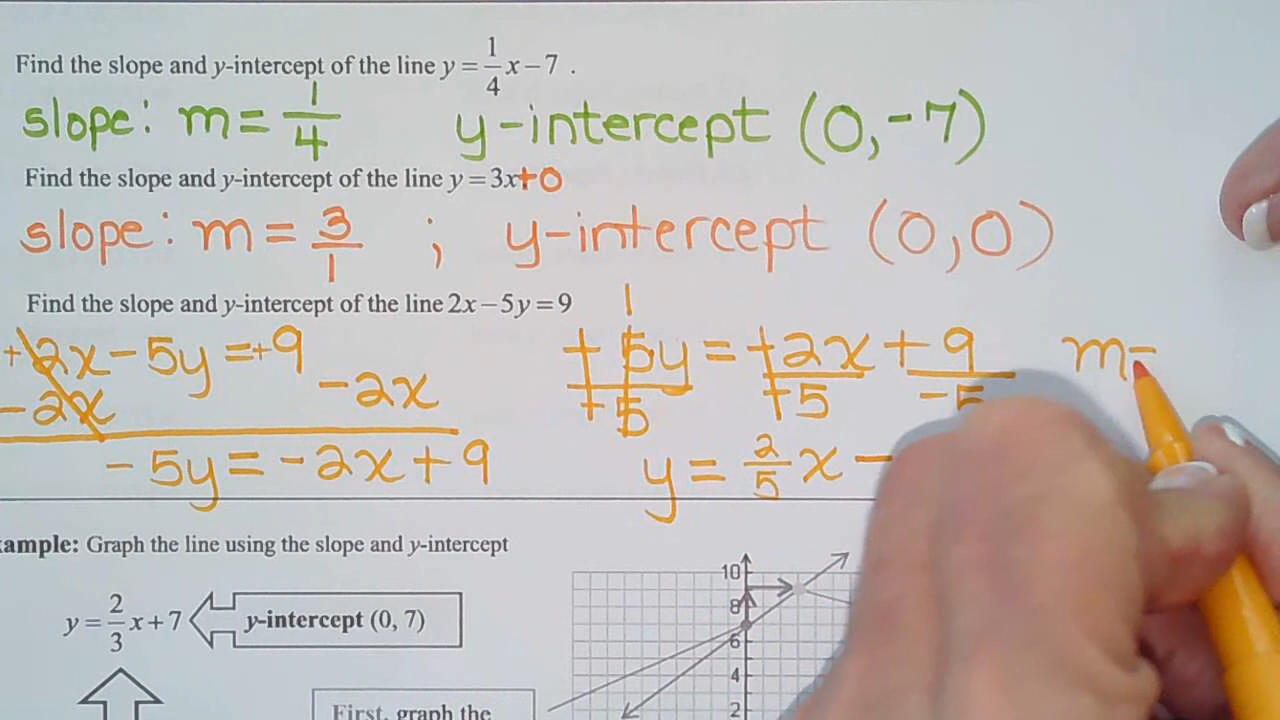 Find the slope and y-intercept of the line y = 1/4 x − 7 .
slope: m = 1/4 y-intercept (0, -7)
Find the slope and y-intercept of the line y = 3x+0
slope: m = 3/1 ; y-intercept (0,0)
Find the slope and y-intercept of the line 2x − 5y = 9
+2x - 5y = +9
-2x -2x
-5y = -2x + 9
1
+5y/+5 = +2x/+5 + 9/-5
y = 2/5 x -
m=
ample: Graph the line using the slope and y-intercept
y = 2/3 x + 7
y-intercept (0, 7)
First, graph the
10
8
6
4
2